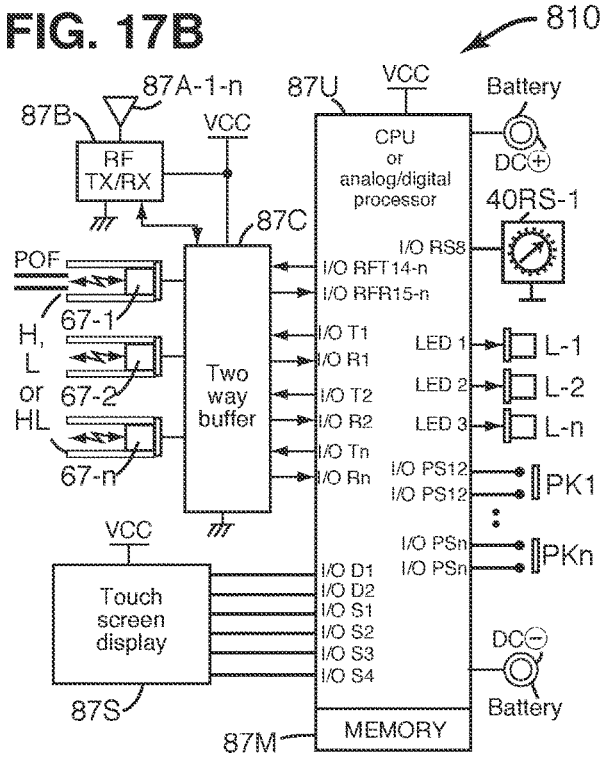 FIG. 17B
810
87A-1-n
87B
VCC
RF
TX/RX
87C
87U
VCC
CPU
or
analog/digital
processor
Battery
DC⊕
40RS-1
I/O RS8
POF
67-1
H,
L
or
HL
67-2
67-n
Two
way
buffer
I/O RFT14-n
I/O RFR15-n
I/O T1
I/O R1
I/O T2
I/O R2
I/O Tn
I/O Rn
LED 1
L-1
LED 2
L-2
LED 3
L-n
I/O PS12
I/O PS12
PK1
I/O PSn
I/O PSn
PKn
VCC
Touch
screen
display
87S
I/O D1
I/O D2
I/O S1
I/O S2
I/O S3
I/O S4
DC⊖
Battery
MEMORY
87M